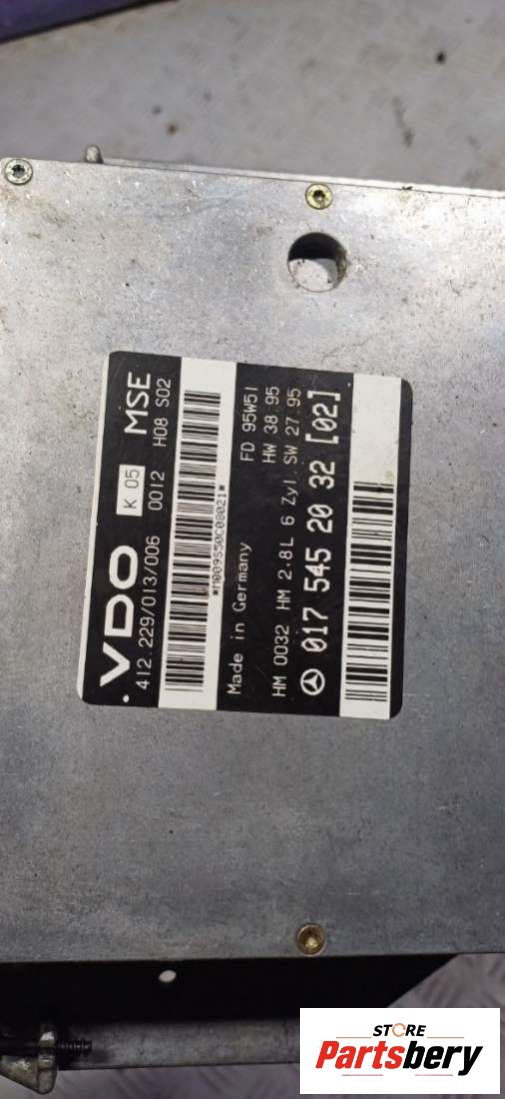 VDO K 05 MSE
412.229/013/006 0012 H08 S02
*M009550C08021*
Made in Germany FD 95W51
HM 0032 HM 2.8L 6 Zyl. HW 38.95
SW 27.95
017 545 20 32 [02]
STORE
Partsbery